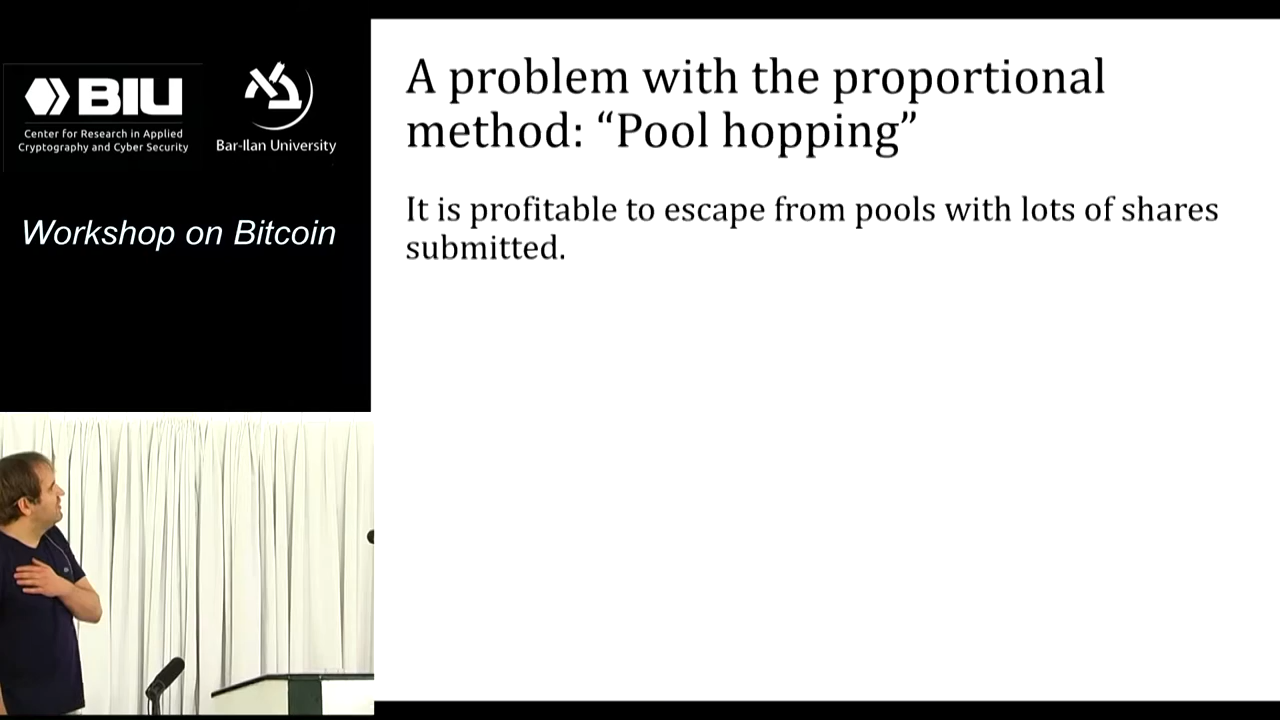 BIU
Center for Research in Applied
Cryptography and Cyber Security
Bar-Ilan University
Workshop on Bitcoin
A problem with the proportional
method: “Pool hopping”
It is profitable to escape from pools with lots of shares
submitted.